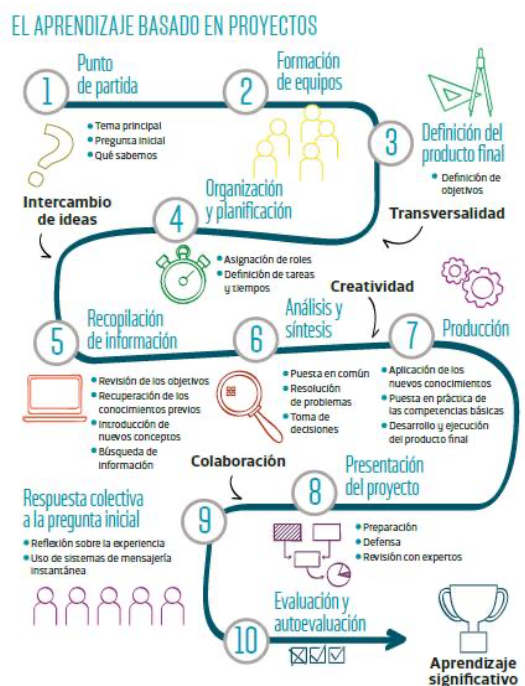 EL APRENDIZAJE BASADO EN PROYECTOS
1
Punto
de partida
• Tema principal
• Pregunta inicial
• Qué sabemos
2
Formación
de equipos
3
Definición del
producto final
• Definición de
objetivos
Intercambio
de ideas
4
Organización
y planificación
• Asignación de roles
• Definición de tareas
y tiempos
Transversalidad
Creatividad
5
Recopilación
de información
• Revisión de los objetivos
• Recuperación de los
conocimientos previos
• Introducción de
nuevos conceptos
• Búsqueda de
información
6
Análisis y
síntesis
• Puesta en común
• Resolución
de problemas
• Toma de
decisiones
7
Producción
• Aplicación de los
nuevos conocimientos
• Puesta en práctica de
las competencias básicas
• Desarrollo y ejecución
del producto final
Colaboración
8
Presentación
del proyecto
• Preparación
• Defensa
• Revisión con expertos
9
Respuesta colectiva
a la pregunta inicial
• Reflexión sobre la experiencia
• Uso de sistemas de mensajería
instantánea
10
Evaluación y
autoevaluación
Aprendizaje
significativo